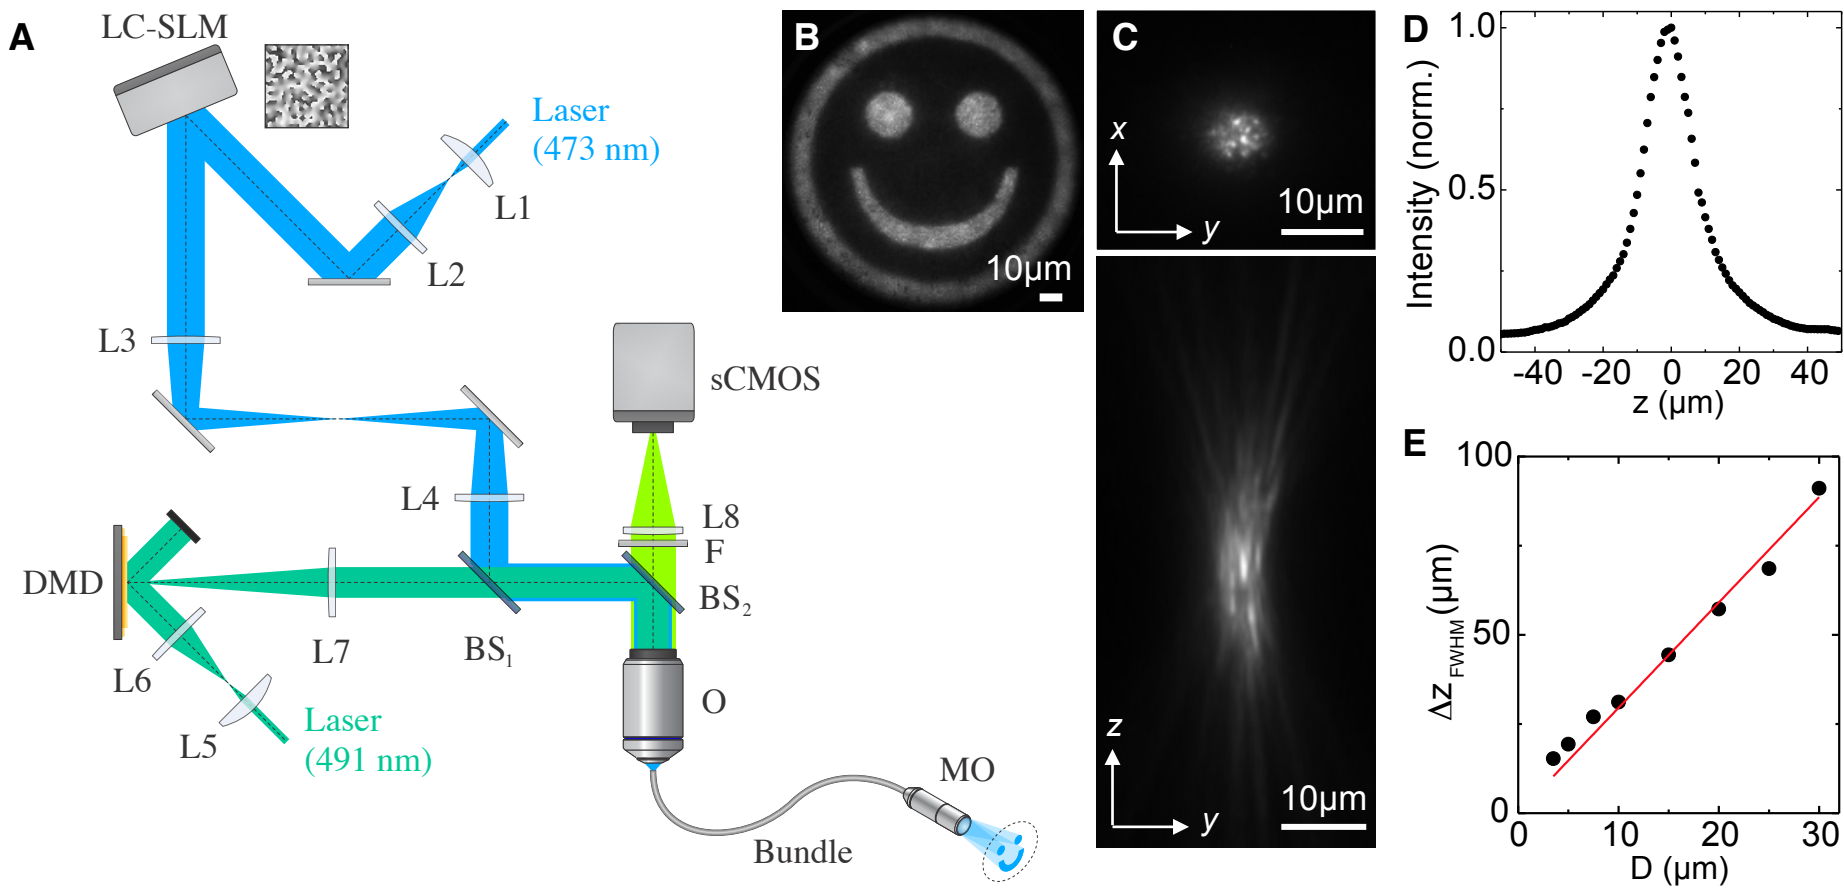 A
LC-SLM
Laser
(473 nm)
L1
L2
L3
sCMOS
L4
L8
F
DMD
BS2
L7
BS1
L6
O
L5
Laser
(491 nm)
MO
Bundle
B
10µm
C
x
y
10µm
z
y
10µm
D
Intensity (norm.)
1.0
0.5
0.0
-40 -20 0 20 40
z (µm)
E
ΔzFWHM (µm)
100
50
0
0 10 20 30
D (µm)